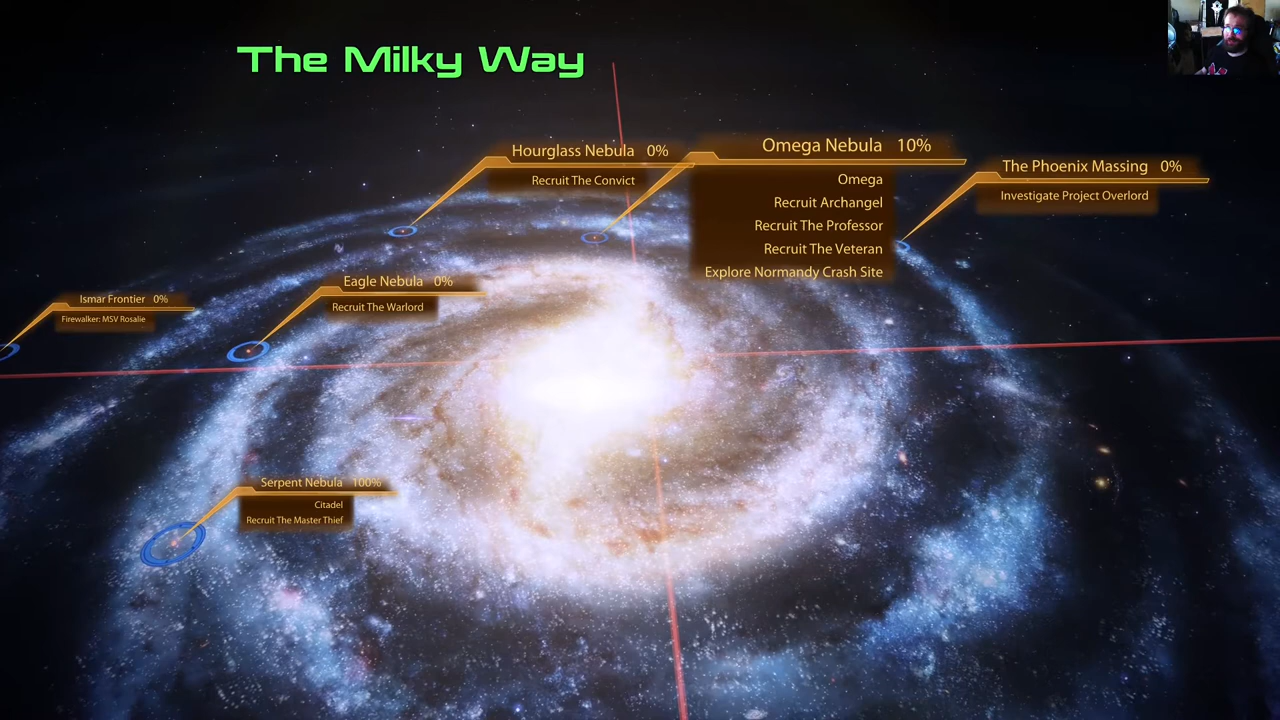 The Milky Way
Hourglass Nebula 0%
Recruit The Convict
Omega Nebula 10%
Omega
Recruit Archangel
Recruit The Professor
Recruit The Veteran
Explore Normandy Crash Site
The Phoenix Massing 0%
Investigate Project Overlord
Eagle Nebula 0%
Recruit The Warlord
Ismar Frontier 0%
Firewalker: MSV Rosalie
Serpent Nebula 100%
Citadel
Recruit The Master Thief